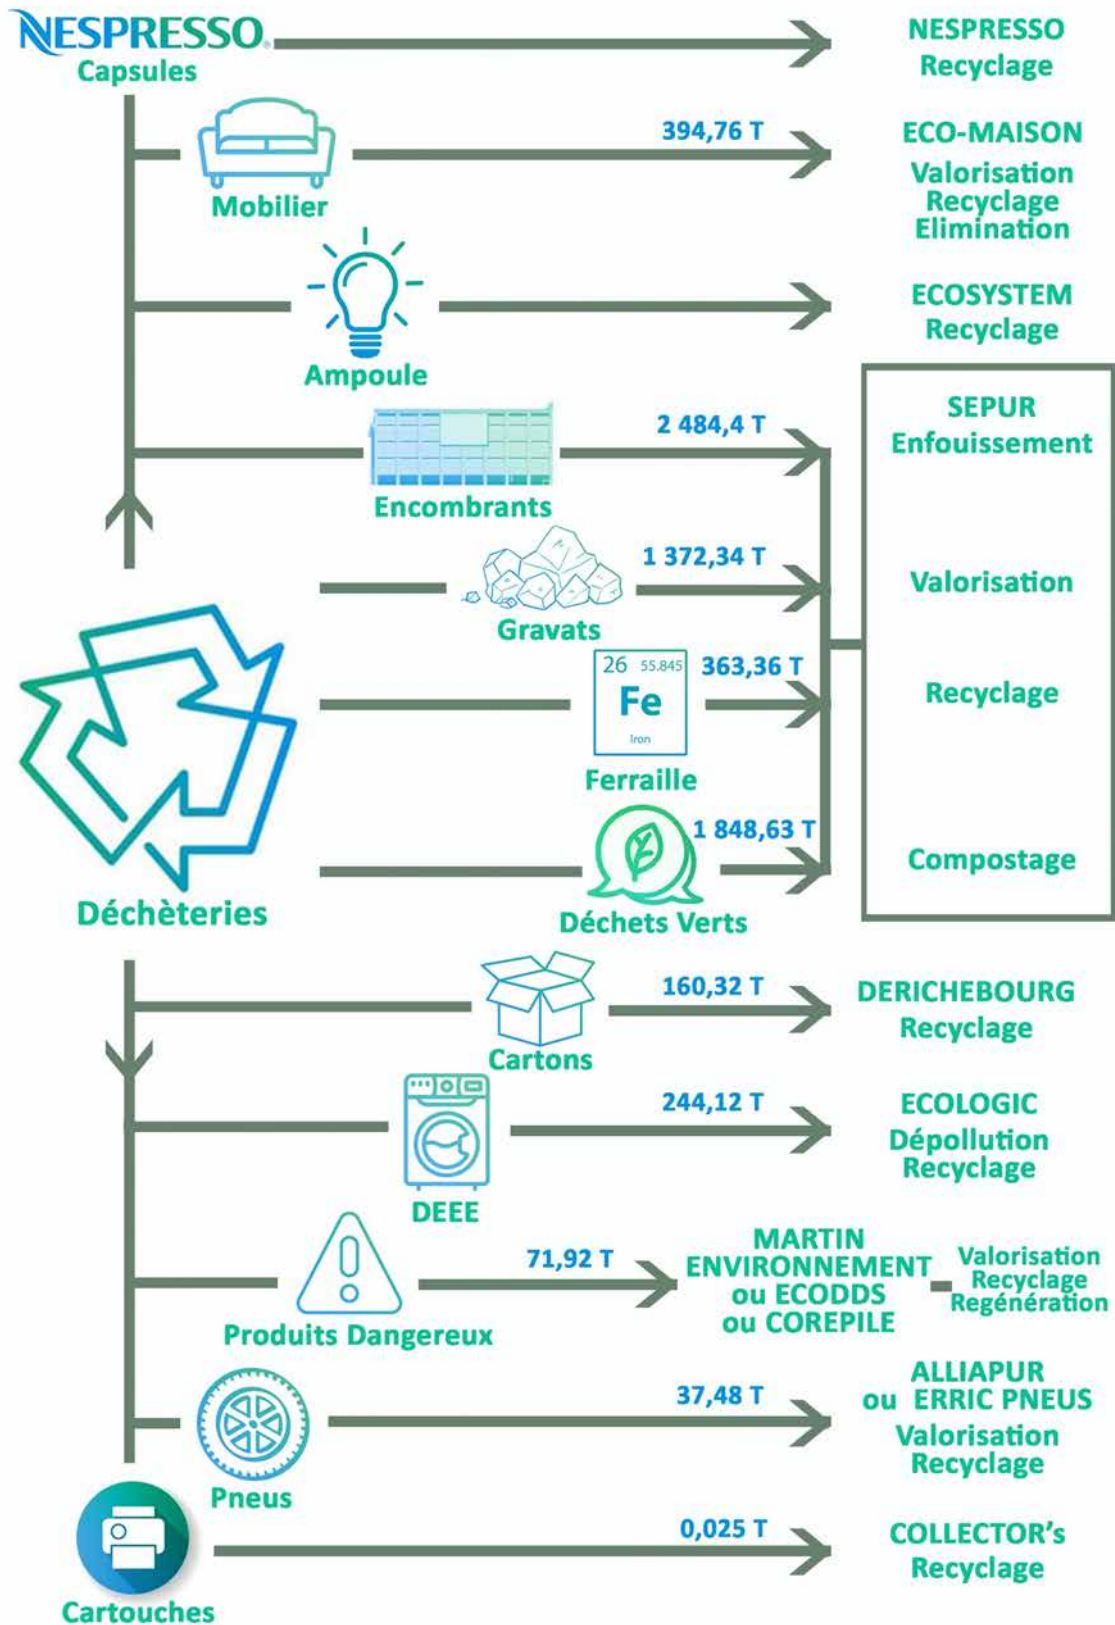 NESPRESSO®
Capsules
NESPRESSO
Recyclage
Mobilier
394,76 T
ECO-MAISON
Valorisation
Recyclage
Elimination
Ampoule
ECOSYSTEM
Recyclage
Encombrants
2 484,4 T
SEPUR
Enfouissement
Gravats
1 372,34 T
Valorisation
26 55.845
Fe
Iron
Ferraille
363,36 T
Recyclage
Déchets Verts
1 848,63 T
Compostage
Déchèteries
Cartons
160,32 T
DERICHEBOURG
Recyclage
DEEE
244,12 T
ECOLOGIC
Dépollution
Recyclage
Produits Dangereux
71,92 T
MARTIN
ENVIRONNEMENT
ou ECODDS
ou COREPILE
Valorisation
Recyclage
Regénération
Pneus
37,48 T
ALLIAPUR
ou ERRIC PNEUS
Valorisation
Recyclage
Cartouches
0,025 T
COLLECTOR's
Recyclage